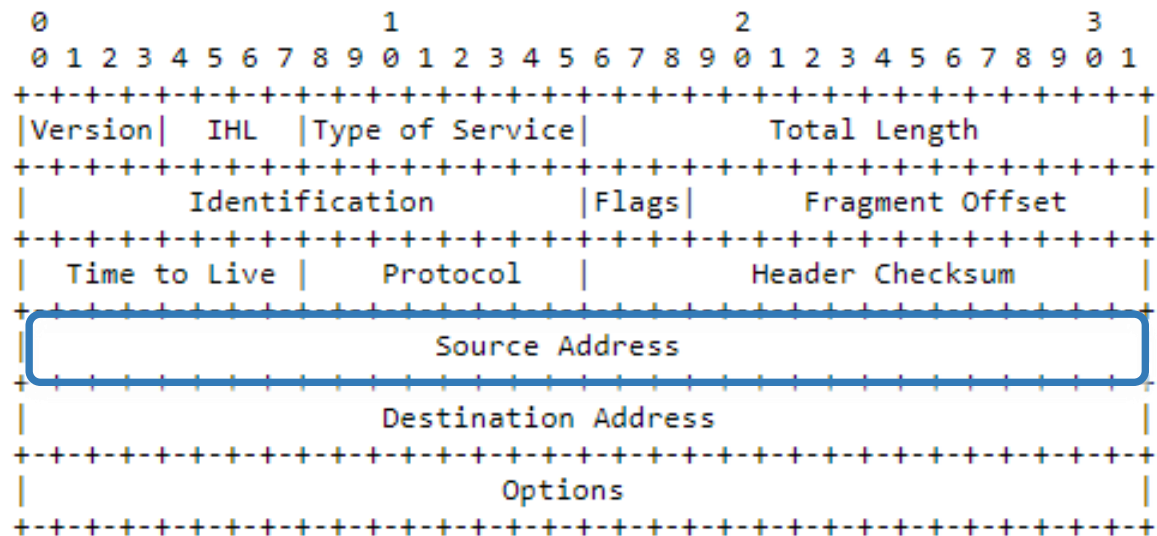 0 1 2 3
0 1 2 3 4 5 6 7 8 9 0 1 2 3 4 5 6 7 8 9 0 1 2 3 4 5 6 7 8 9 0 1
+-+-+-+-+-+-+-+-+-+-+-+-+-+-+-+-+-+-+-+-+-+-+-+-+-+-+-+-+-+-+-+-+
|Version| IHL |Type of Service| Total Length |
+-+-+-+-+-+-+-+-+-+-+-+-+-+-+-+-+-+-+-+-+-+-+-+-+-+-+-+-+-+-+-+-+
| Identification |Flags| Fragment Offset |
+-+-+-+-+-+-+-+-+-+-+-+-+-+-+-+-+-+-+-+-+-+-+-+-+-+-+-+-+-+-+-+-+
| Time to Live | Protocol | Header Checksum |
+-+-+-+-+-+-+-+-+-+-+-+-+-+-+-+-+-+-+-+-+-+-+-+-+-+-+-+-+-+-+-+-+
| Source Address |
+-+-+-+-+-+-+-+-+-+-+-+-+-+-+-+-+-+-+-+-+-+-+-+-+-+-+-+-+-+-+-+-+
| Destination Address |
+-+-+-+-+-+-+-+-+-+-+-+-+-+-+-+-+-+-+-+-+-+-+-+-+-+-+-+-+-+-+-+-+
| Options |
+-+-+-+-+-+-+-+-+-+-+-+-+-+-+-+-+-+-+-+-+-+-+-+-+-+-+-+-+-+-+-+-+